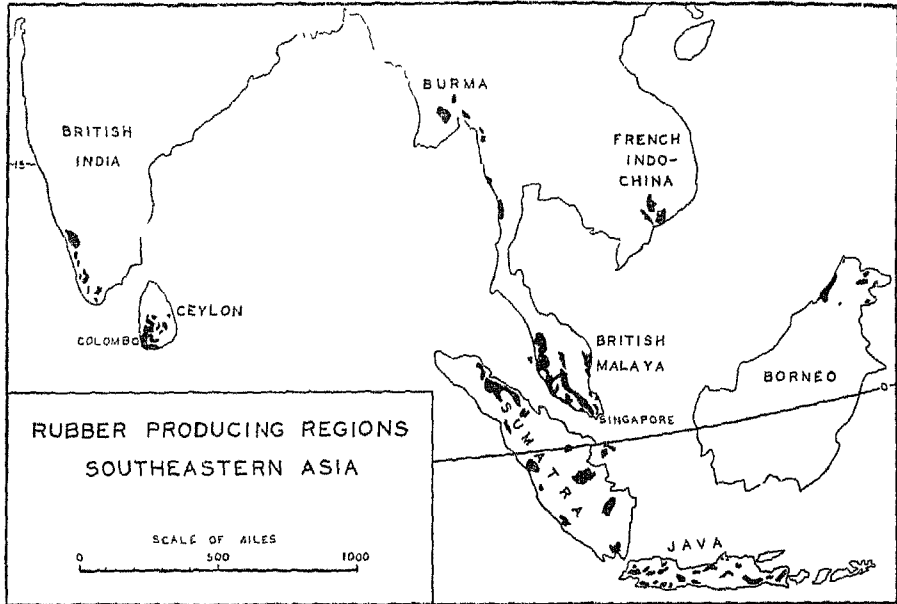 BURMA
BRITISH
INDIA
FRENCH
INDO-
CHINA
15
CEYLON
COLOMBO
BRITISH
MALAYA
BORNEO
0
SINGAPORE
SUMATRA
JAVA
RUBBER PRODUCING REGIONS
SOUTHEASTERN ASIA
SCALE OF MILES
0 500 1000